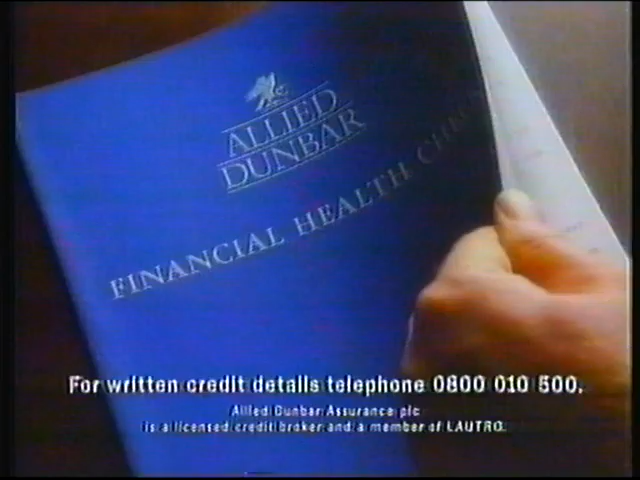 ALLIED
DUNBAR
FINANCIAL HEALTH CHECK
For written credit details telephone 0800 010 500.
Allied Dunbar Assurance plc
is a licensed credit broker and a member of LAUTRO.